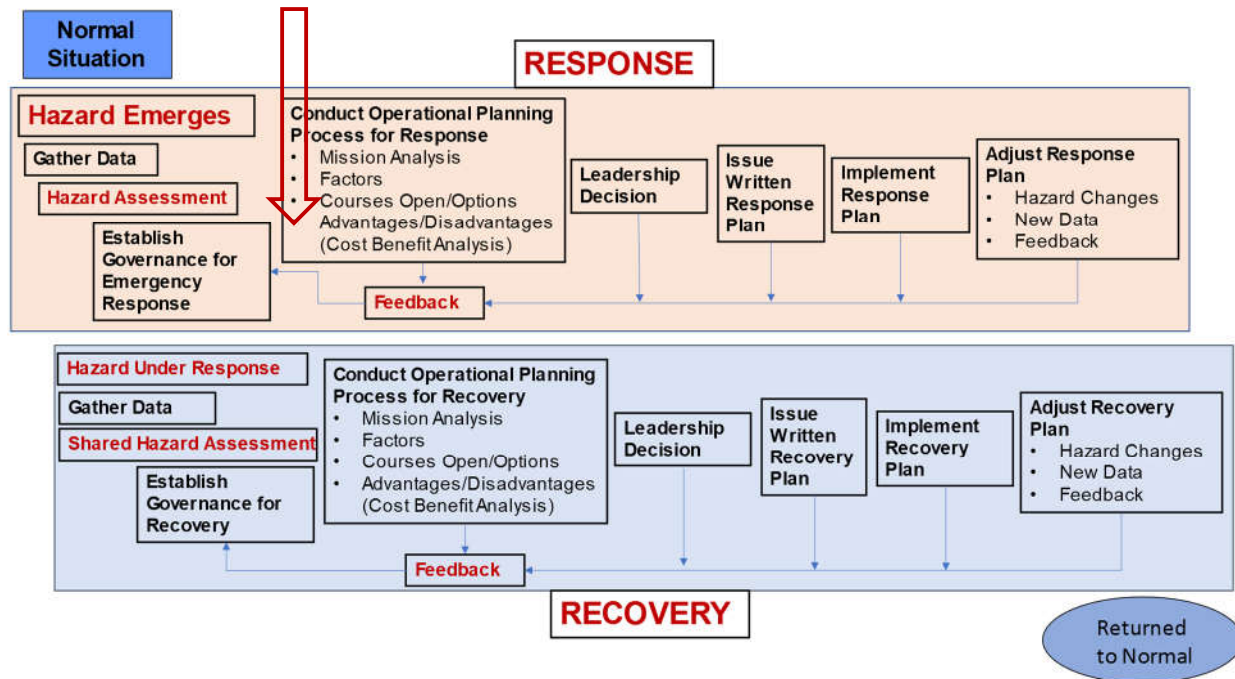 Normal
Situation
RESPONSE
Hazard Emerges
Gather Data
Hazard Assessment
Establish
Governance for
Emergency
Response
Conduct Operational Planning
Process for Response
• Mission Analysis
• Factors
• Courses Open/Options
Advantages/Disadvantages
(Cost Benefit Analysis)
Feedback
Leadership
Decision
Issue
Written
Response
Plan
Implement
Response
Plan
Adjust Response
Plan
• Hazard Changes
• New Data
• Feedback
Hazard Under Response
Gather Data
Shared Hazard Assessment
Establish
Governance for
Recovery
Conduct Operational Planning
Process for Recovery
• Mission Analysis
• Factors
• Courses Open/Options
• Advantages/Disadvantages
(Cost Benefit Analysis)
Feedback
Leadership
Decision
Issue
Written
Recovery
Plan
Implement
Recovery
Plan
Adjust Recovery
Plan
• Hazard Changes
• New Data
• Feedback
RECOVERY
Returned
to Normal